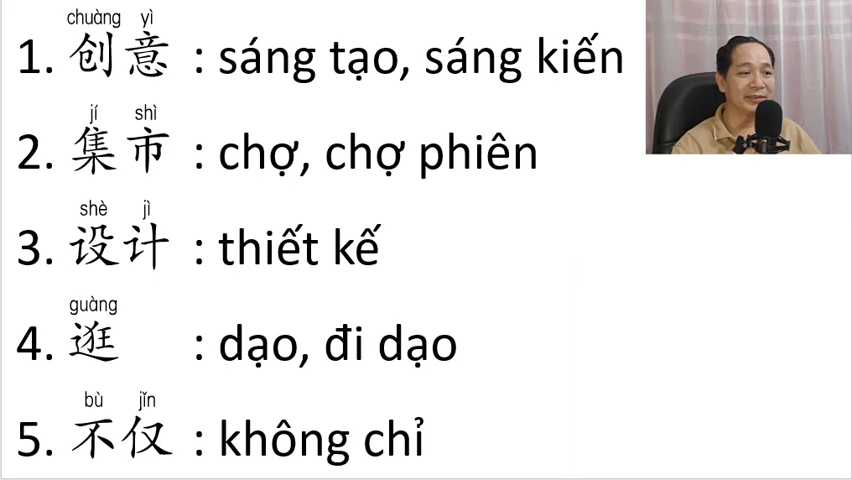 chuàng yì
1. 创意 : sáng tạo, sáng kiến
jí shì
2. 集市 : chợ, chợ phiên
shè jì
3. 设计 : thiết kế
guàng
4. 逛 : dạo, đi dạo
bù jǐn
5. 不仅 : không chỉ